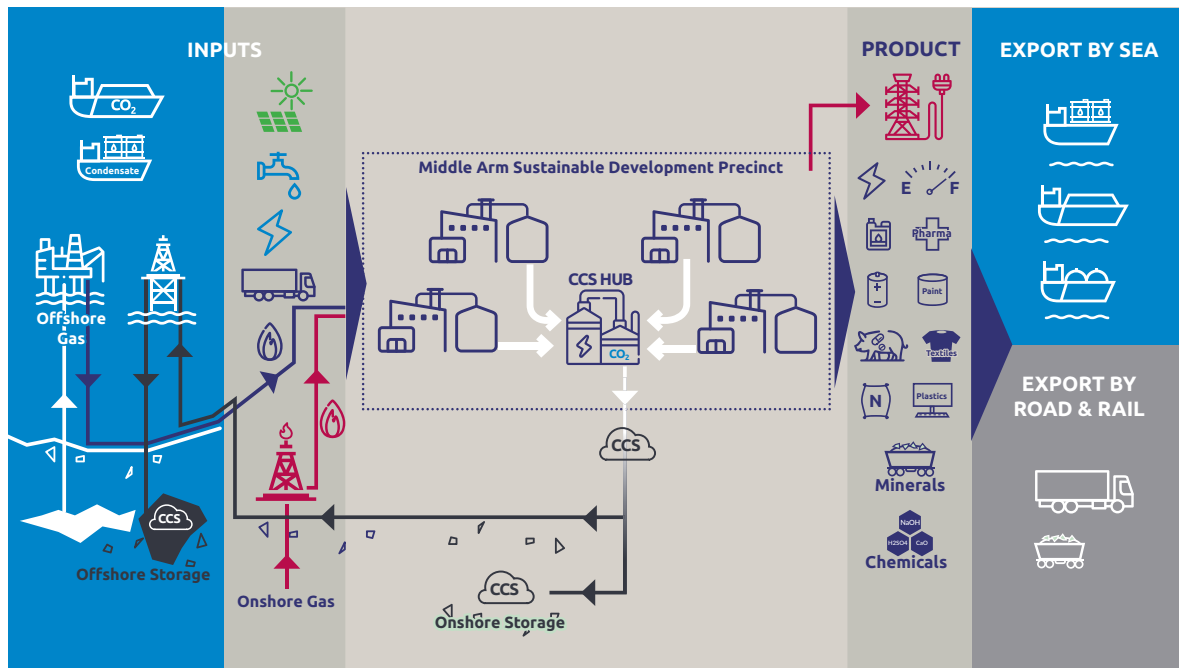 INPUTS
PRODUCT
EXPORT BY SEA
CO2
Condensate
Middle Arm Sustainable Development Precinct
E F
Pharma
CCS HUB
CO2
Offshore
Gas
Paint
Textiles
N
Plastics
EXPORT BY
ROAD & RAIL
CCS
Minerals
CCS
NaOH
H2SO4
CaO
Chemicals
Offshore Storage
Onshore Gas
CCS
Onshore Storage